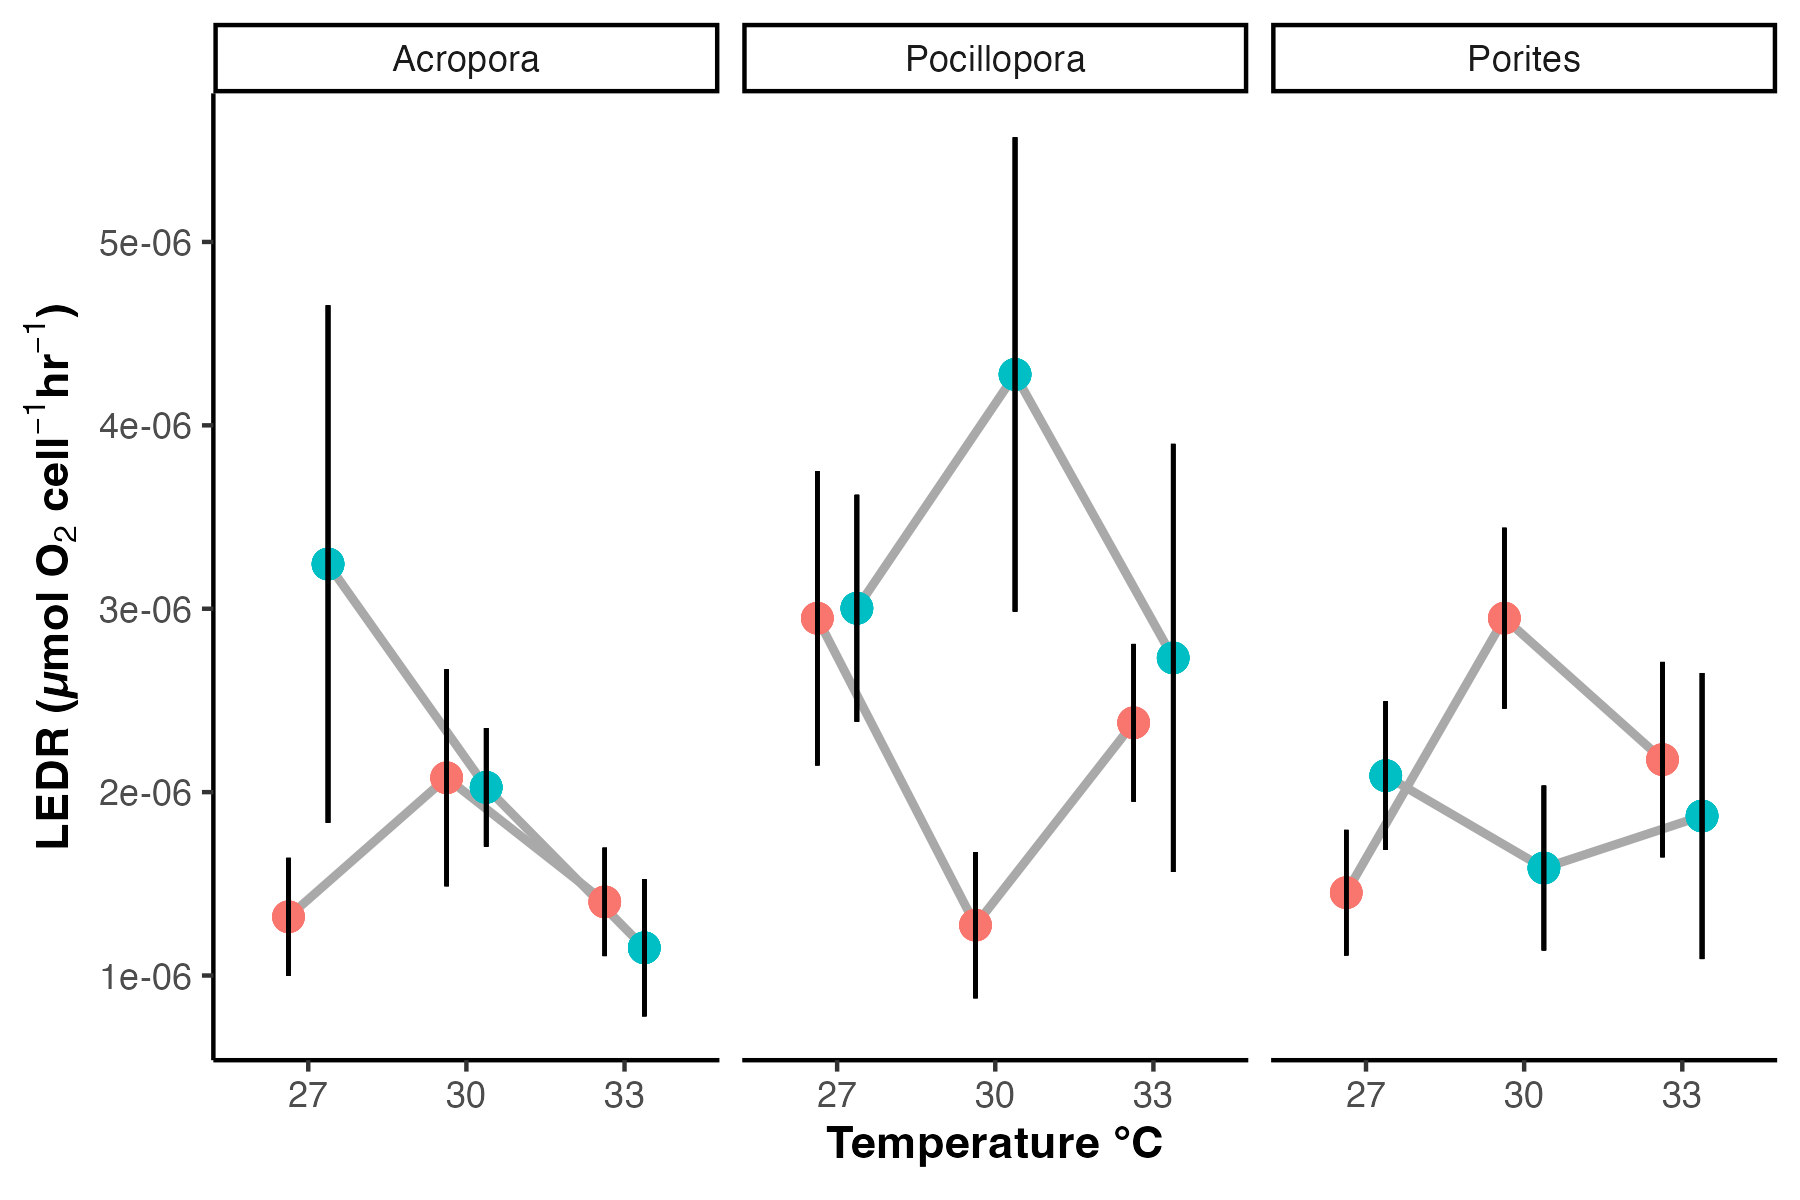 Acropora
Pocillopora
Porites
5e-06
4e-06
3e-06
2e-06
1e-06
LEDR (µmol O₂ cell⁻¹hr⁻¹)
27 30 33
27 30 33
27 30 33
Temperature °C